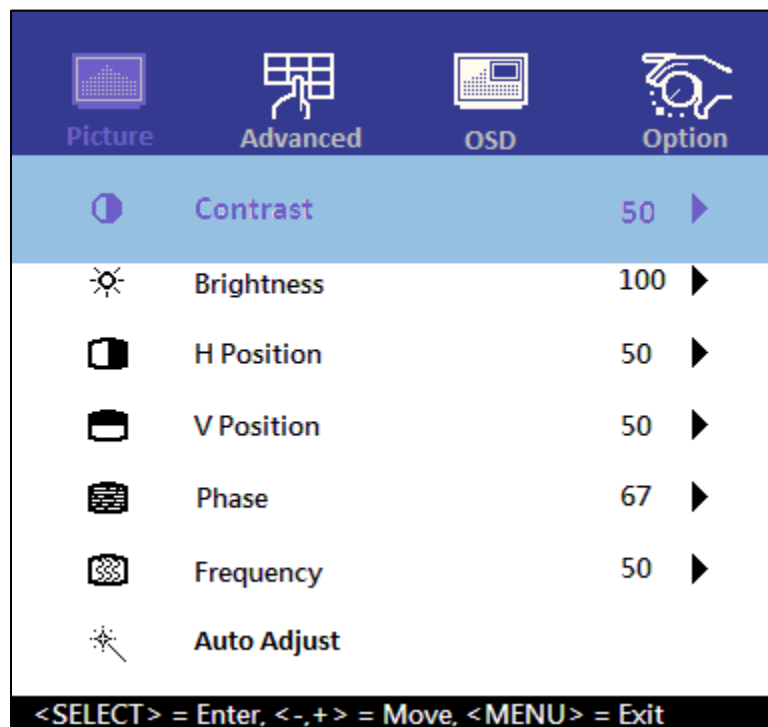 Picture Advanced OSD Option
Contrast 50
Brightness 100
H Position 50
V Position 50
Phase 67
Frequency 50
Auto Adjust
<SELECT> = Enter, <-,+> = Move, <MENU> = Exit